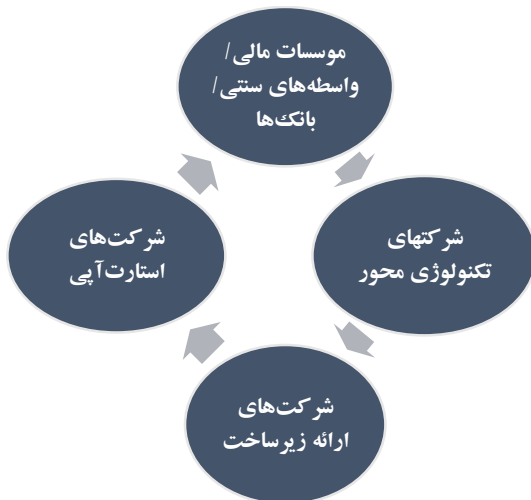 موسسات مالی/
واسطه‌های سنتی/
بانک‌ها
شرکتهای
تکنولوژی محور
شرکت‌های
ارائه زیرساخت
شرکت‌های
استارت‌آپی